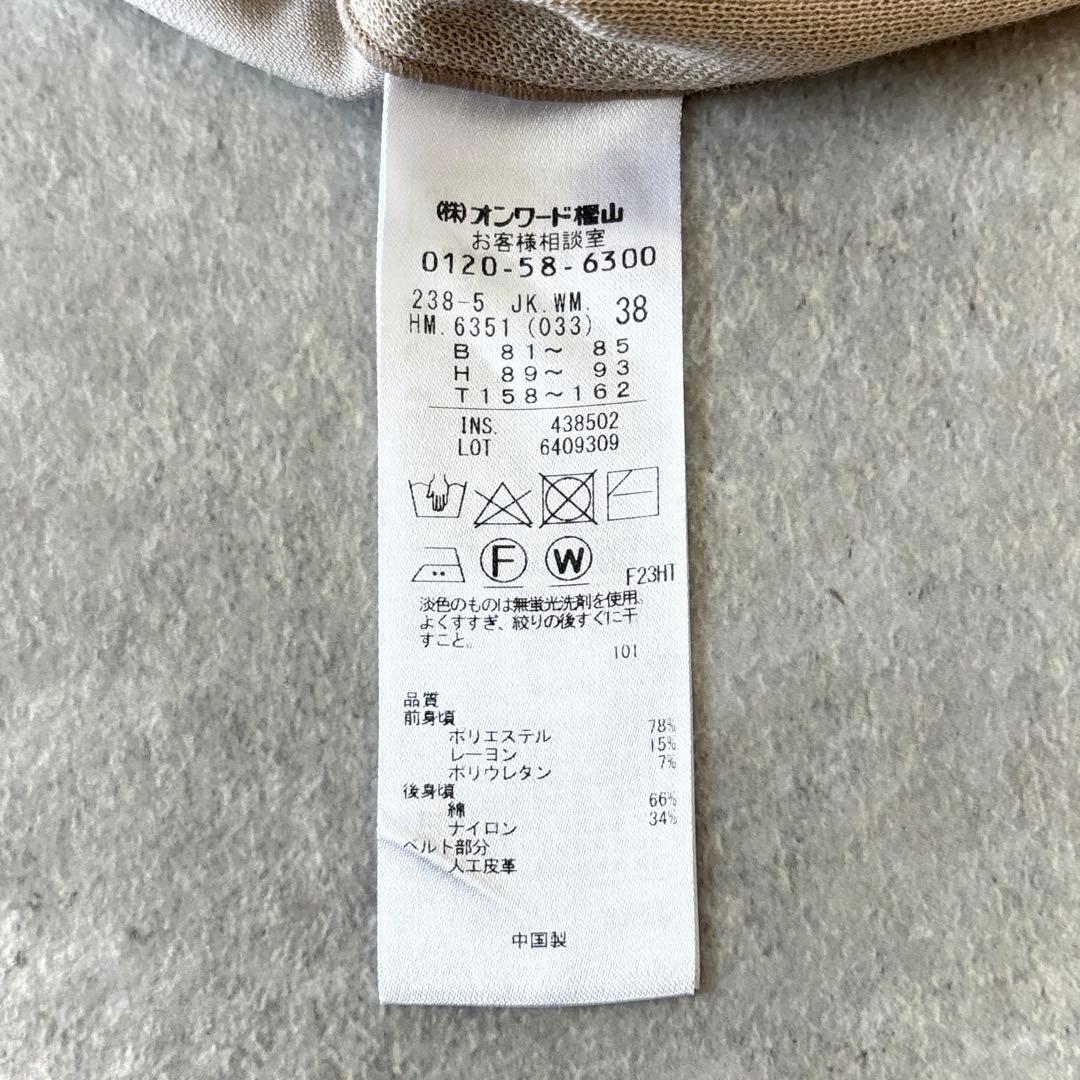 (株)オンワード樫山
お客様相談室
0120-58-6300
238-5 JK.WM. 38
HM.6351(033)
B 81～ 85
H 89～ 93
T158～162
INS. 438502
LOT 6409309
F W F23HT
淡色のものは無蛍光洗剤を使用。
よくすすぎ、絞りの後すぐに干
すこと。
101
品質
前身頃
ポリエステル 78%
レーヨン 15%
ポリウレタン 7%
後身頃
綿 66%
ナイロン 34%
ベルト部分
人工皮革
中国製